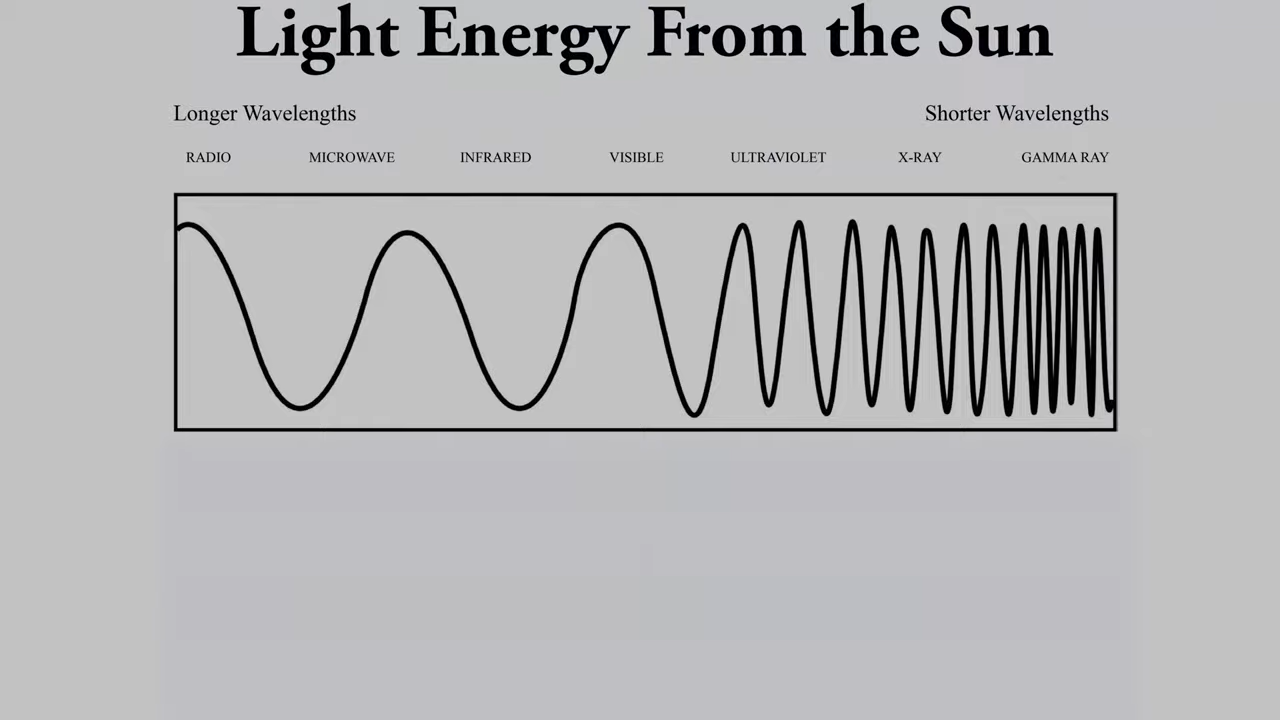 Light Energy From the Sun
Longer Wavelengths Shorter Wavelengths
RADIO MICROWAVE INFRARED VISIBLE ULTRAVIOLET X-RAY GAMMA RAY